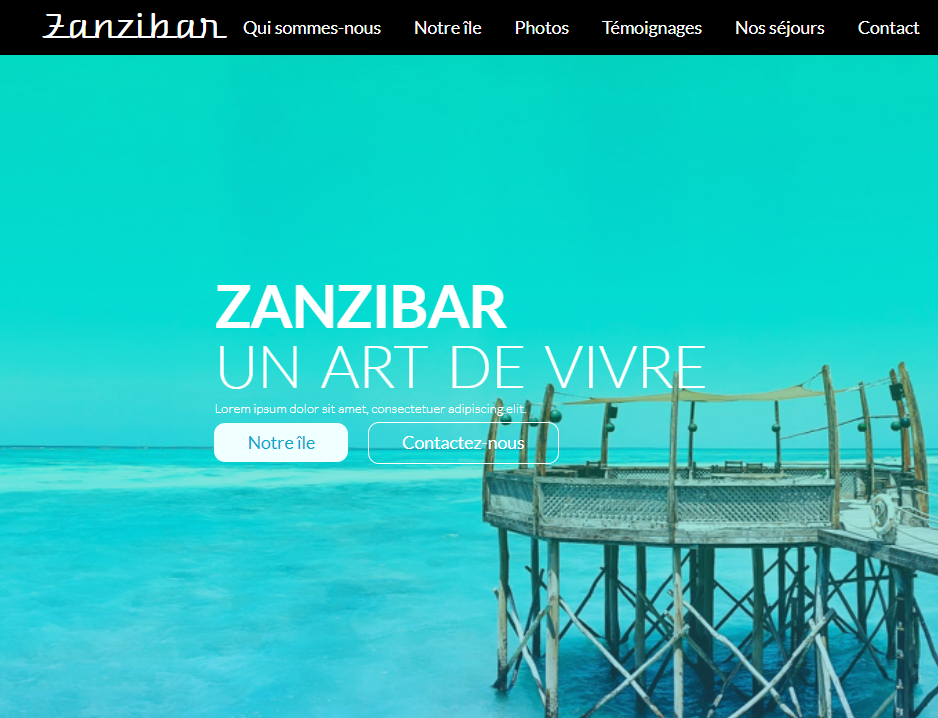 Zanzibar Qui sommes-nous Notre île Photos Témoignages Nos séjours Contact
ZANZIBAR
UN ART DE VIVRE
Lorem ipsum dolor sit amet, consectetuer adipiscing elit.
Notre île Contactez-nous